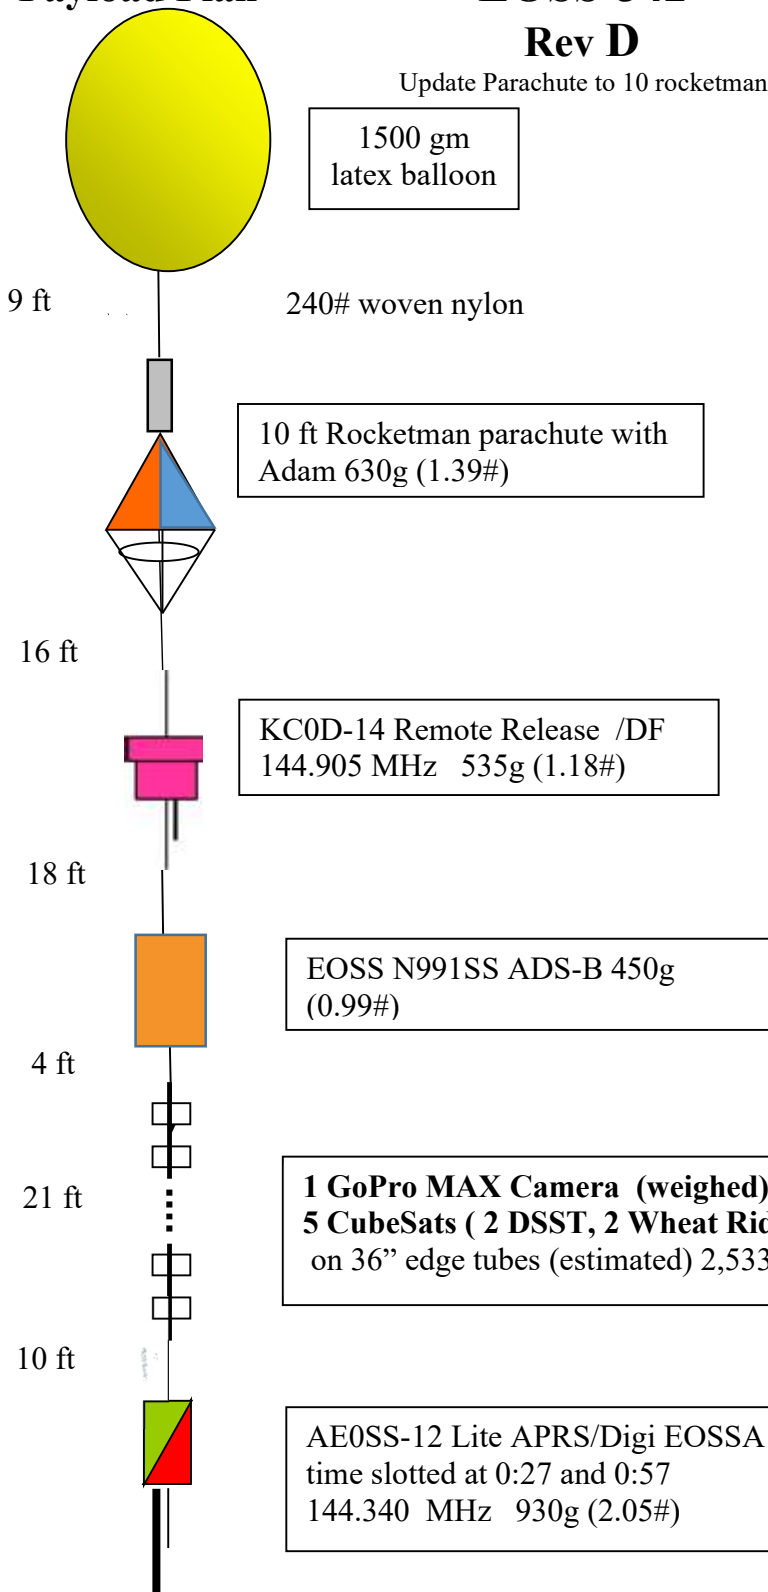 Rev D
Update Parachute to 10 rocketman
1500 gm
latex balloon
9 ft
240# woven nylon
10 ft Rocketman parachute with
Adam 630g (1.39#)
16 ft
KC0D-14 Remote Release /DF
144.905 MHz 535g (1.18#)
18 ft
EOSS N991SS ADS-B 450g
(0.99#)
4 ft
21 ft
1 GoPro MAX Camera (weighed)
5 CubeSats ( 2 DSST, 2 Wheat Rid
on 36” edge tubes (estimated) 2,533
10 ft
AE0SS-12 Lite APRS/Digi EOSSA
time slotted at 0:27 and 0:57
144.340 MHz 930g (2.05#)